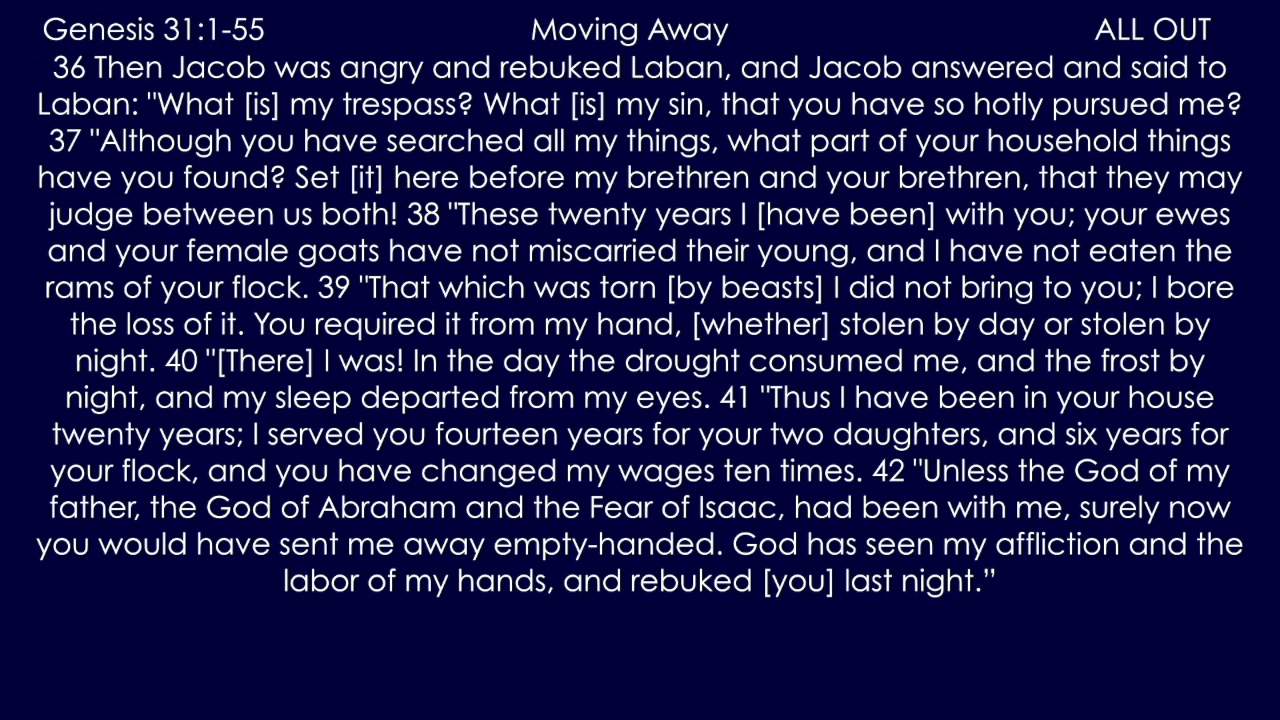 Genesis 31:1-55 Moving Away ALL OUT
36 Then Jacob was angry and rebuked Laban, and Jacob answered and said to
Laban: "What [is] my trespass? What [is] my sin, that you have so hotly pursued me?
37 "Although you have searched all my things, what part of your household things
have you found? Set [it] here before my brethren and your brethren, that they may
judge between us both! 38 "These twenty years I [have been] with you; your ewes
and your female goats have not miscarried their young, and I have not eaten the
rams of your flock. 39 "That which was torn [by beasts] I did not bring to you; I bore
the loss of it. You required it from my hand, [whether] stolen by day or stolen by
night. 40 "[There] I was! In the day the drought consumed me, and the frost by
night, and my sleep departed from my eyes. 41 "Thus I have been in your house
twenty years; I served you fourteen years for your two daughters, and six years for
your flock, and you have changed my wages ten times. 42 "Unless the God of my
father, the God of Abraham and the Fear of Isaac, had been with me, surely now
you would have sent me away empty-handed. God has seen my affliction and the
labor of my hands, and rebuked [you] last night.”